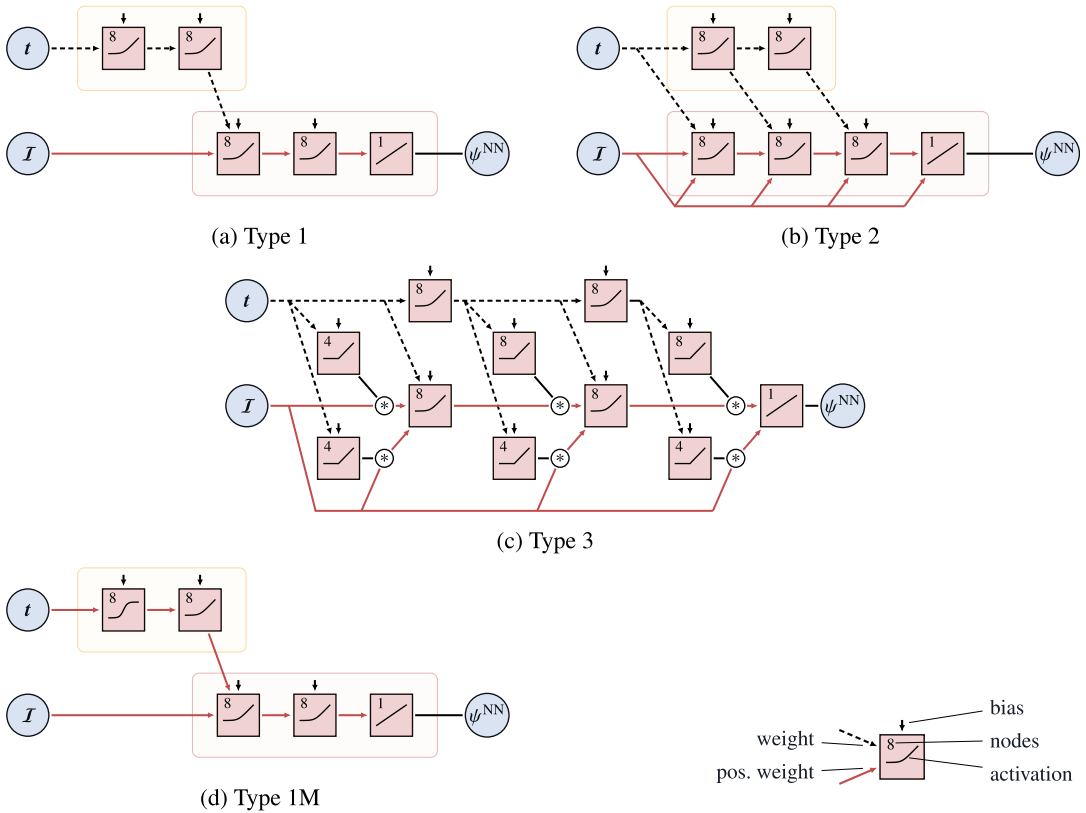 t 8 8
I 8 8 1 ψ^NN
(a) Type 1
t 8 8
I 8 8 8 1 ψ^NN
(b) Type 2
t 8 8
4 8 8
I * 8 * 8 * 1 ψ^NN
4 * 4 * 4 *
(c) Type 3
t 8 8
I 8 8 1 ψ^NN
(d) Type 1M
bias
weight 8 nodes
pos. weight activation